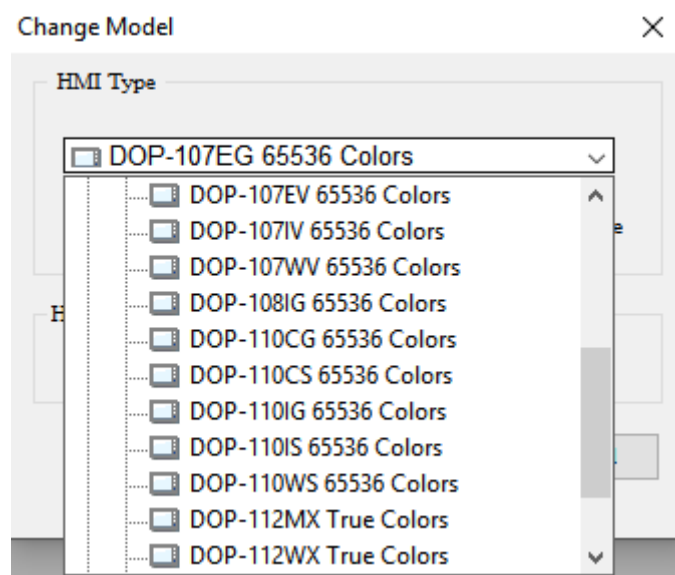 Change Model
HMI Type
DOP-107EG 65536 Colors
DOP-107EV 65536 Colors
DOP-107IV 65536 Colors
DOP-107WV 65536 Colors
DOP-108IG 65536 Colors
DOP-110CG 65536 Colors
DOP-110CS 65536 Colors
DOP-110IG 65536 Colors
DOP-110IS 65536 Colors
DOP-110WS 65536 Colors
DOP-112MX True Colors
DOP-112WX True Colors